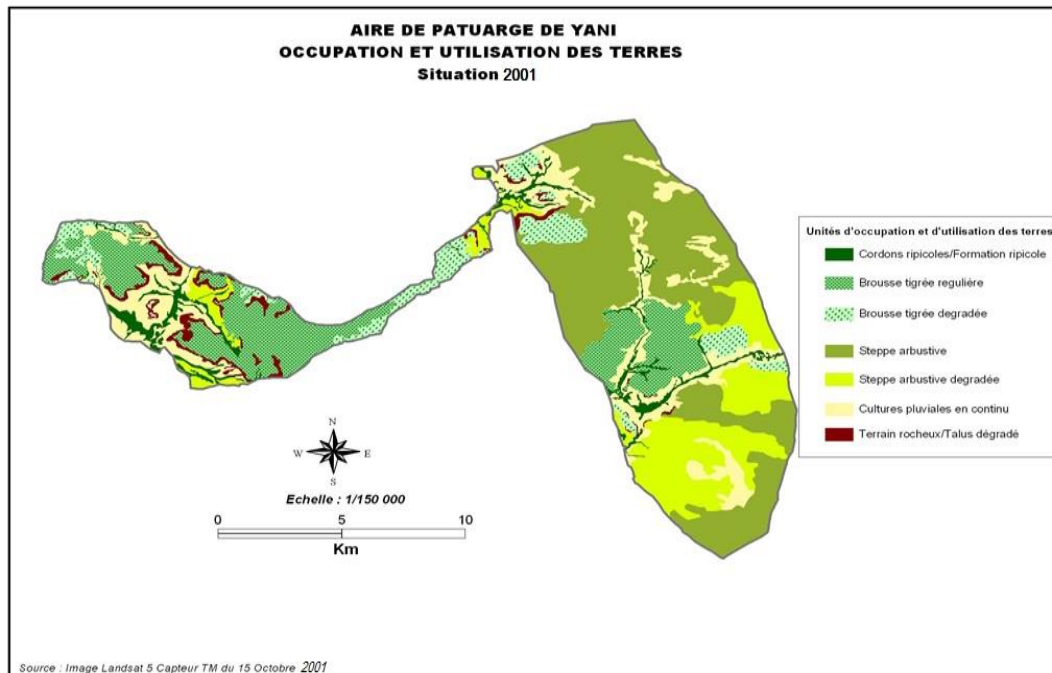 AIRE DE PATUARGE DE YANI
OCCUPATION ET UTILISATION DES TERRES
Situation 2001
Unités d'occupation et d'utilisation des terres
Cordons ripicoles/Formation ripicole
Brousse tigrée regulière
Brousse tigrée degradée
Steppe arbustive
Steppe arbustive degradée
Cultures pluviales en continu
Terrain rocheux/Talus dégradé
N
W E
S
Echelle : 1/150 000
0 5 10
Km
Source : Image Landsat 5 Capteur TM du 15 Octobre 2001